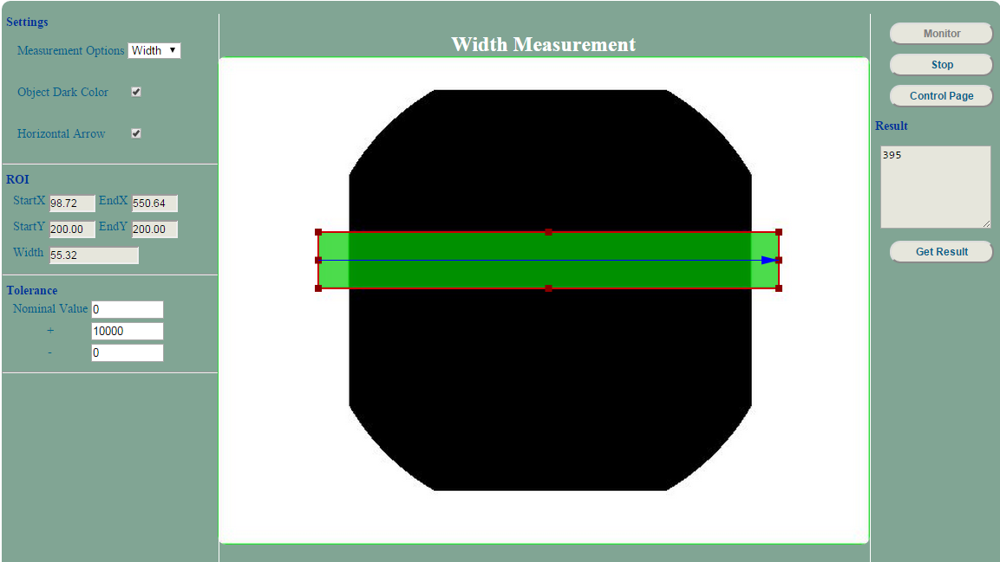 Settings
Measurement Options Width
Object Dark Color
Horizontal Arrow
ROI
StartX 98.72 EndX 550.64
StartY 200.00 EndY 200.00
Width 55.32
Tolerance
Nominal Value 0
+ 10000
- 0
Width Measurement
Monitor
Stop
Control Page
Result
395
Get Result